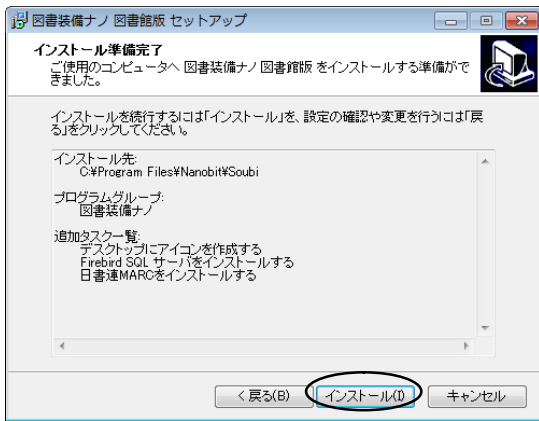 図書装備ナノ 図書館版 セットアップ
インストール準備完了
ご使用のコンピュータへ 図書装備ナノ 図書館版 をインストールする準備がで
きました。
インストールを続行するには「インストール」を、設定の確認や変更を行うには「戻
る」をクリックしてください。
インストール先:
C:¥Program Files¥Nanobit¥Soubi
プログラムグループ:
図書装備ナノ
追加タスク一覧:
デスクトップにアイコンを作成する
Firebird SQL サーバをインストールする
日書連MARCをインストールする
< 戻る(B)
インストール(I)
キャンセル